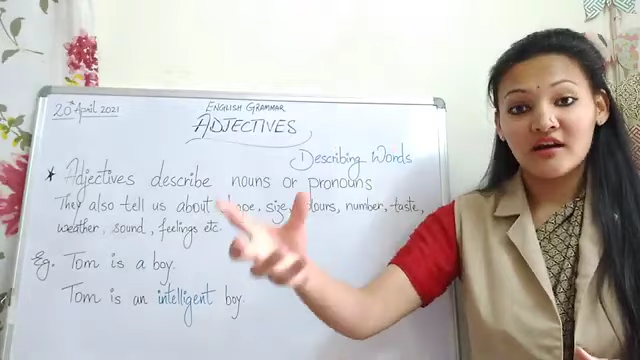 20th April 2021
ENGLISH GRAMMAR
ADJECTIVES
Describing Words
* Adjectives describe nouns or pronouns
They also tell us about size, number, taste,
weather, sound, feelings etc.
Eg. Tom is a boy.
Tom is an intelligent boy.